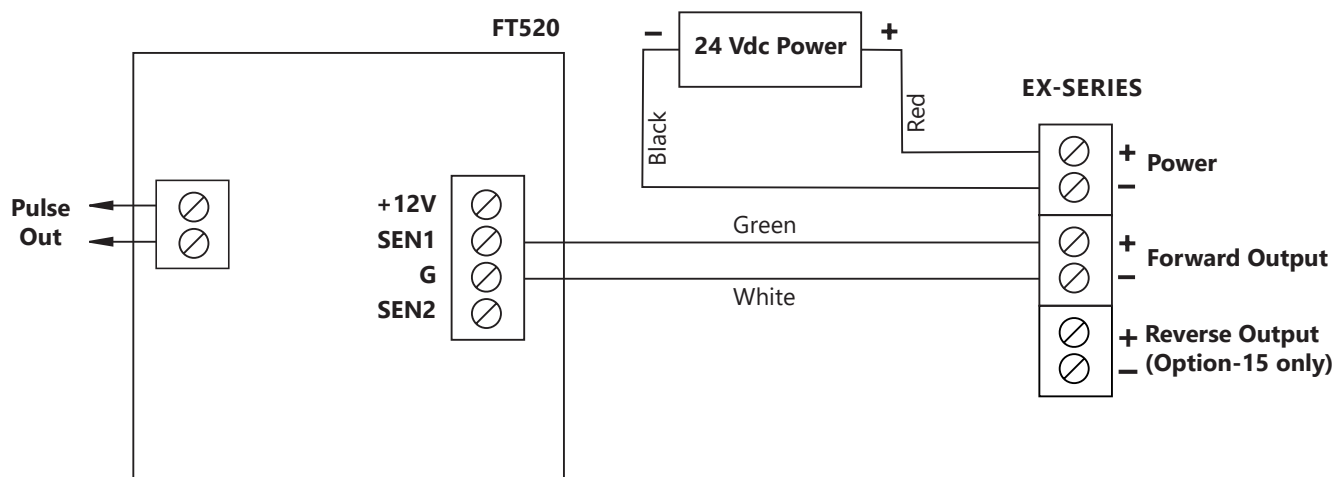 FT520
− 24 Vdc Power +
EX-SERIES
Black
Red
+
−
Power
Pulse
Out
+12V
SEN1
G
SEN2
Green
White
+
−
Forward Output
+
−
Reverse Output
(Option-15 only)